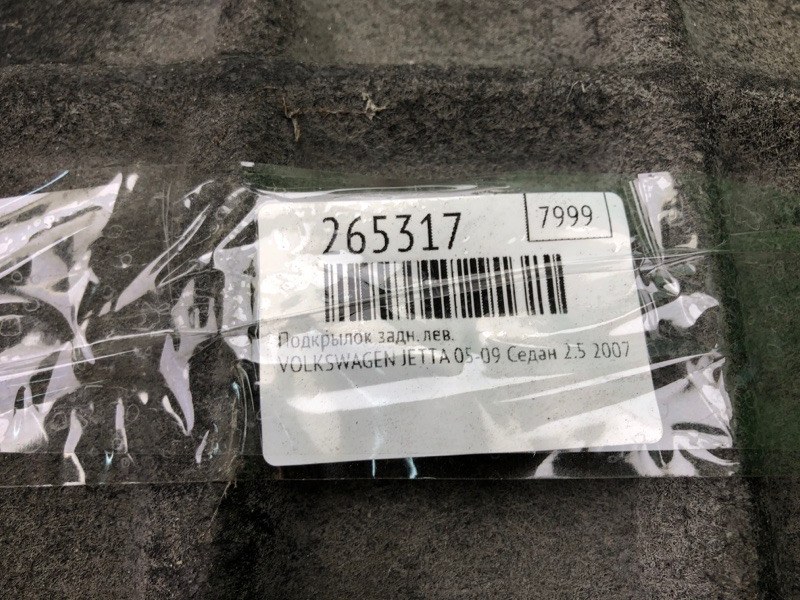 265317
7999
Подкрылок задн. лев.
VOLKSWAGEN JETTA 05-09 Седан 2.5 2007